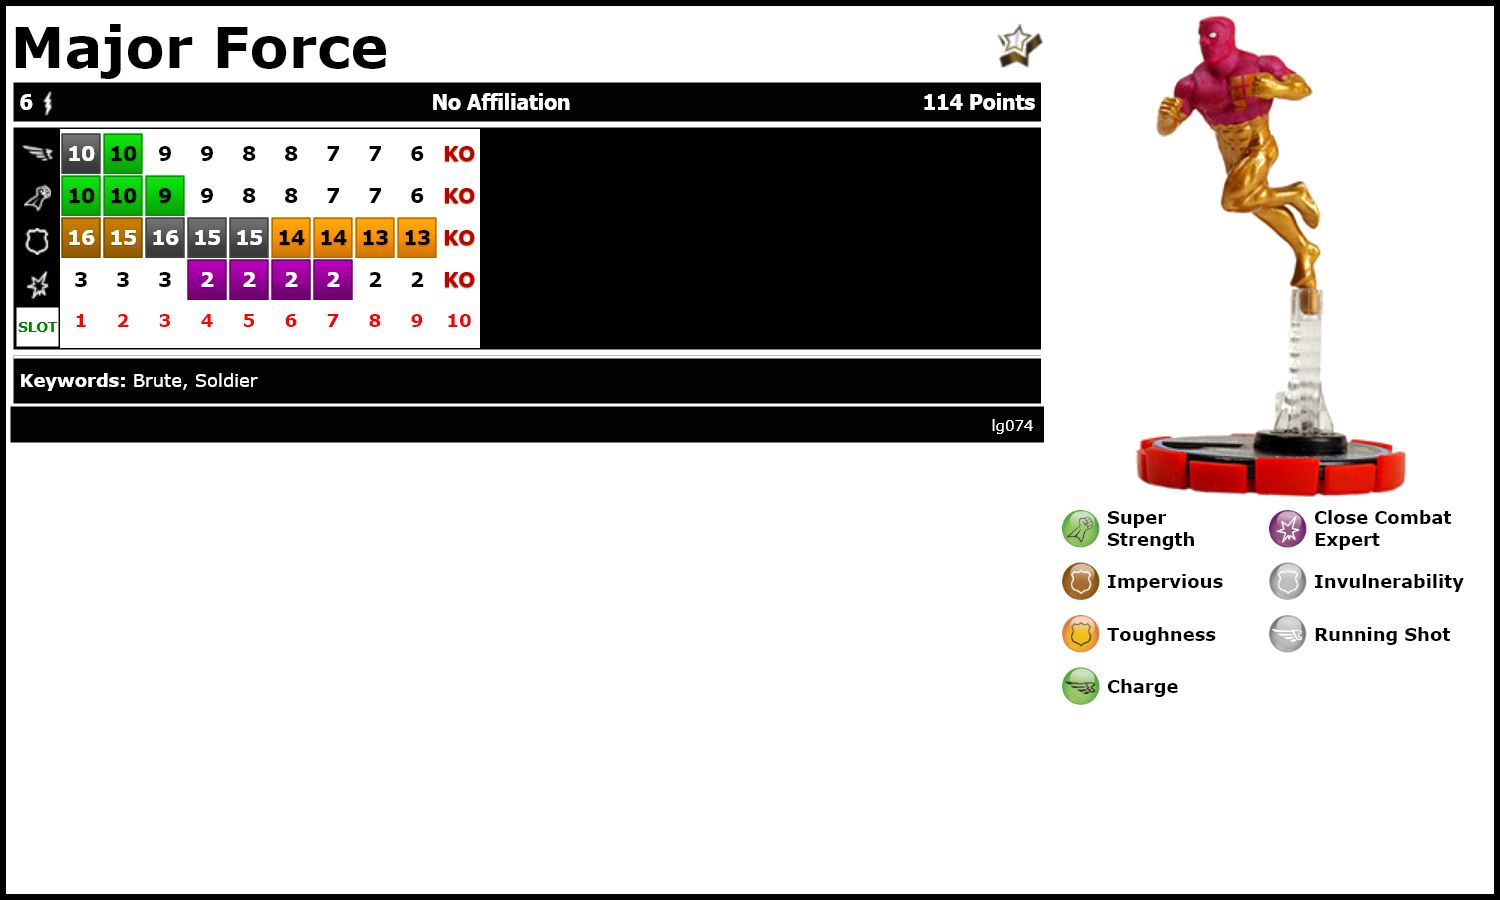 Major Force
6 No Affiliation 114 Points
10 10 9 9 8 8 7 7 6 KO
10 10 9 9 8 8 7 7 6 KO
16 15 16 15 15 14 14 13 13 KO
3 3 3 2 2 2 2 2 2 KO
SLOT 1 2 3 4 5 6 7 8 9 10
Keywords: Brute, Soldier
lg074
Super
Strength
Close Combat
Expert
Impervious
Invulnerability
Toughness
Running Shot
Charge